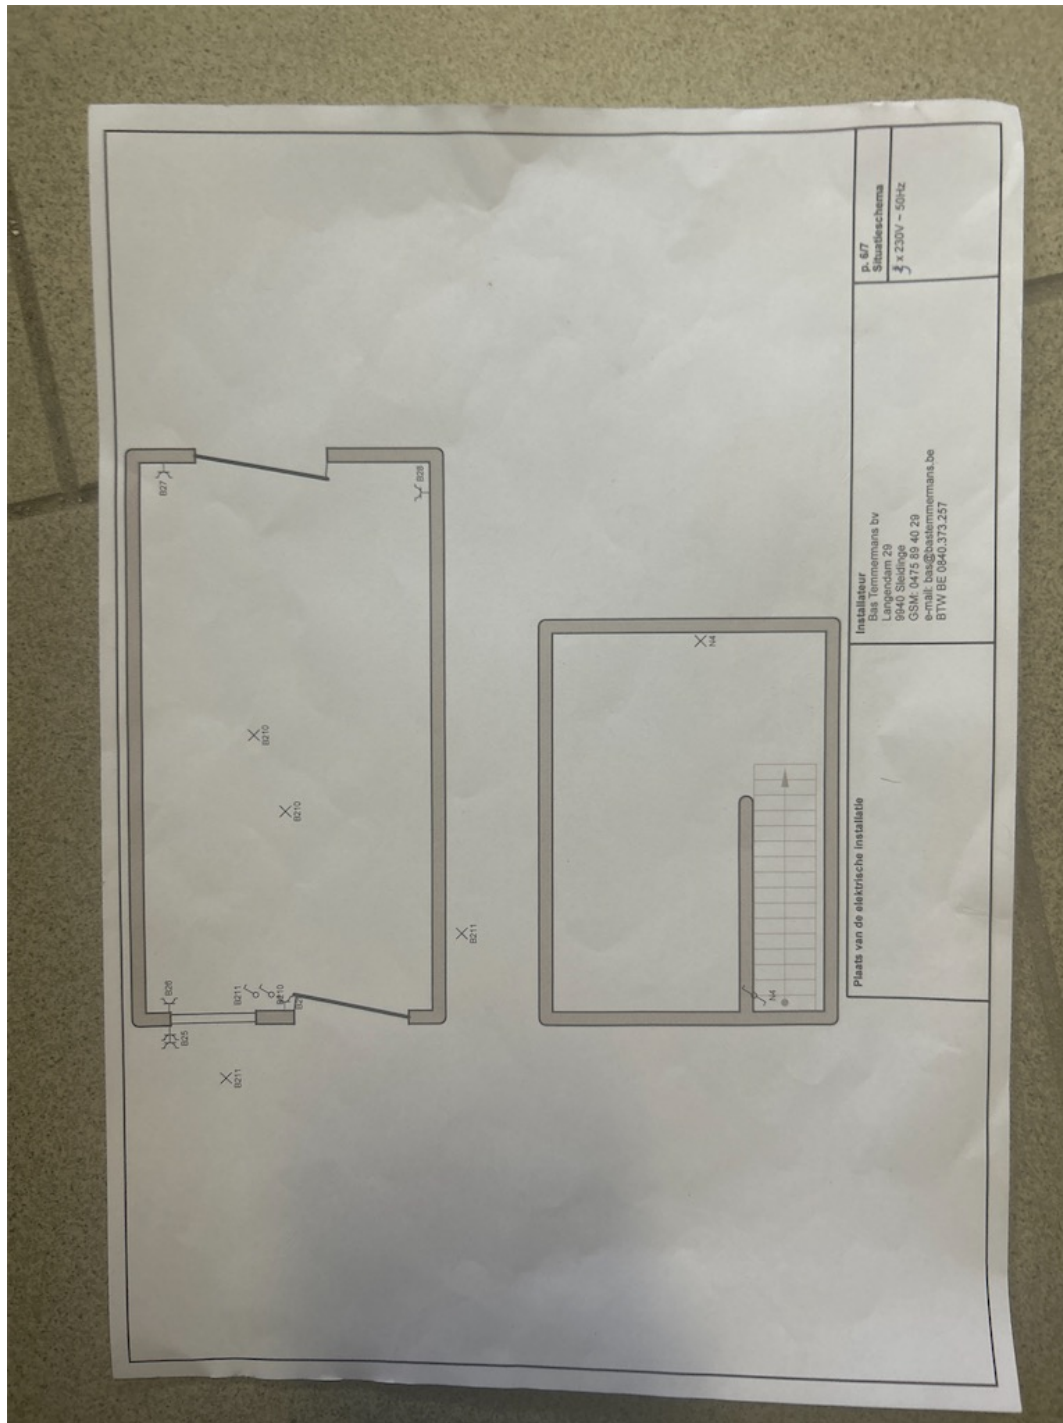 B27
B28
B210
B210
B211
B26
B25
B211
B210
B211
N4
N4
Plaats van de elektrische installatie
Installateur
Bas Temmermans bv
Langendam 29
9940 Sleidinge
GSM: 0475 89 40 29
e-mail: bas@bastemmermans.be
BTW BE 0840.373.257
p. 6/7
Situatieschema
3 x 230V ~ 50Hz